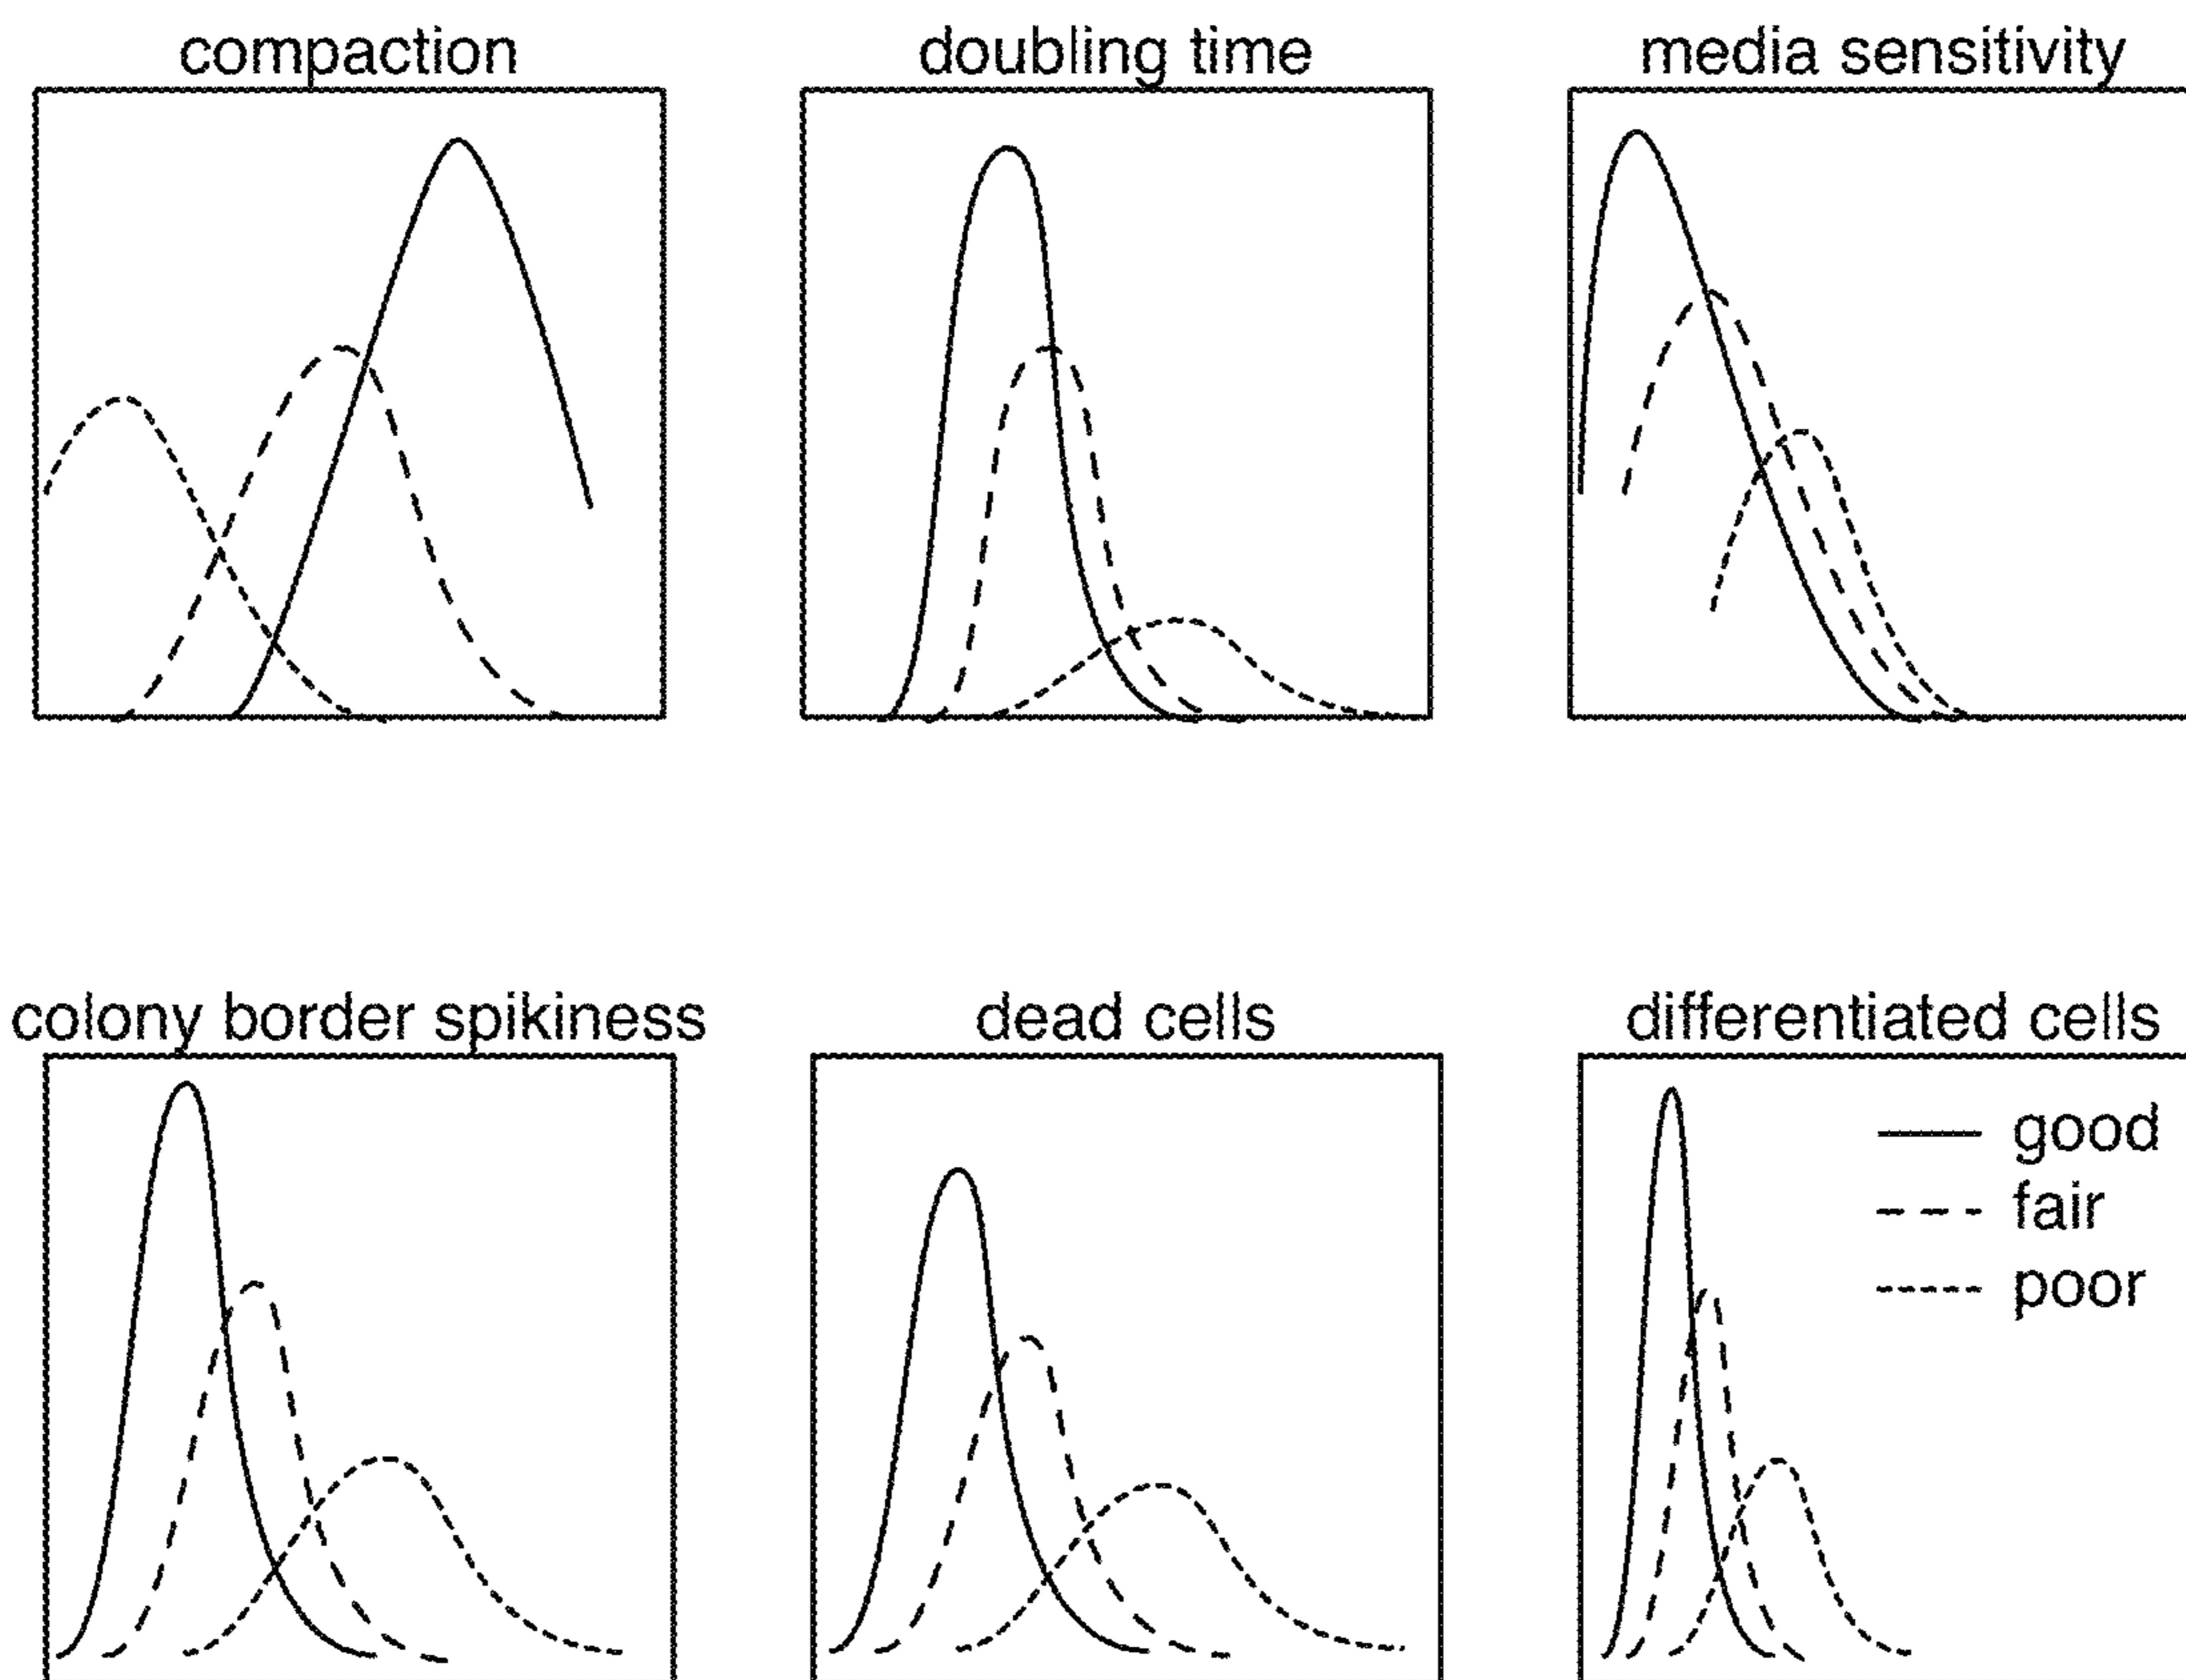 compaction
doubling time
media sensitivity
colony border spikiness
dead cells
differentiated cells
good
fair
poor